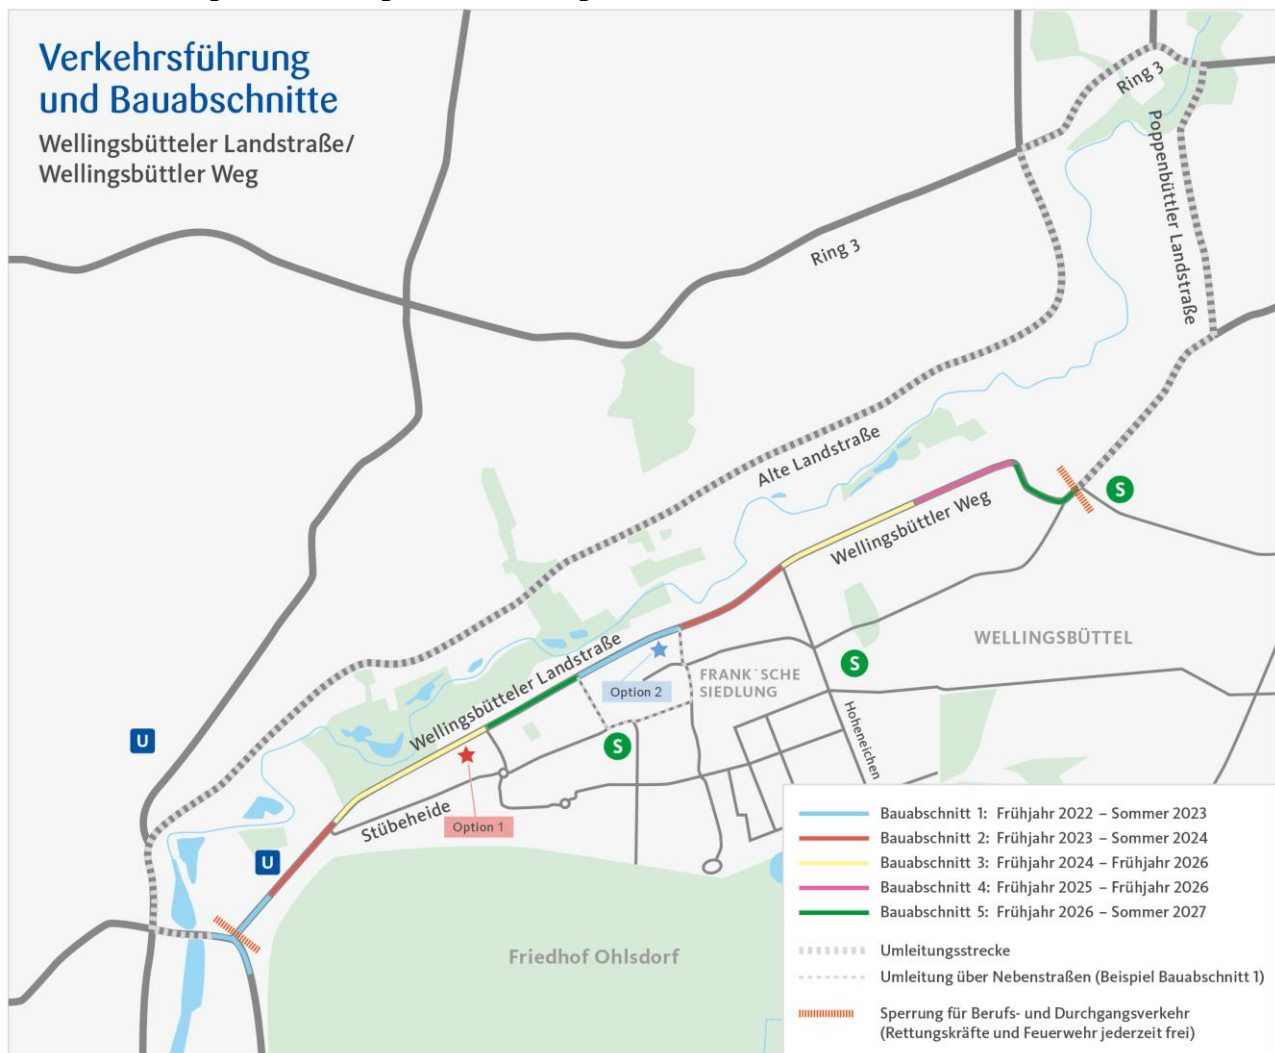 Verkehrsführung
und Bauabschnitte
Wellingsbütteler Landstraße/
Wellingsbüttler Weg
Ring 3
Poppenbüttler Landstraße
Ring 3
Alte Landstraße
S
Wellingsbüttler Weg
WELLINGSBÜTTEL
S
Wellingsbütteler Landstraße
Option 2
FRANK´SCHE
SIEDLUNG
Hoheneichen
U
S
Stübeheide
Option 1
U
Friedhof Ohlsdorf
Bauabschnitt 1: Frühjahr 2022 – Sommer 2023
Bauabschnitt 2: Frühjahr 2023 – Sommer 2024
Bauabschnitt 3: Frühjahr 2024 – Frühjahr 2026
Bauabschnitt 4: Frühjahr 2025 – Frühjahr 2026
Bauabschnitt 5: Frühjahr 2026 – Sommer 2027
Umleitungsstrecke
Umleitung über Nebenstraßen (Beispiel Bauabschnitt 1)
Sperrung für Berufs- und Durchgangsverkehr
(Rettungskräfte und Feuerwehr jederzeit frei)